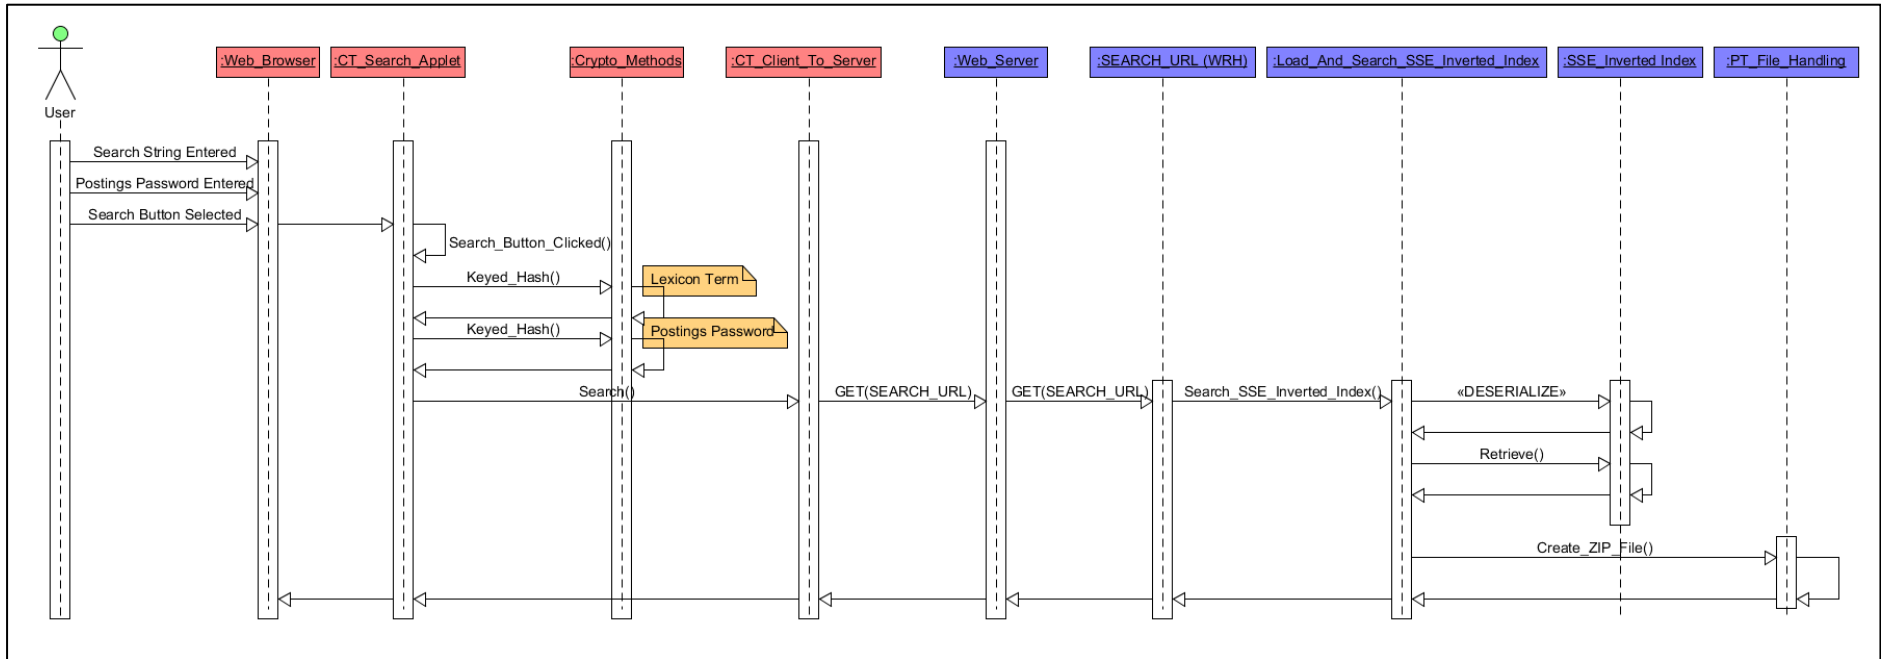 User
:Web_Browser
:CT_Search_Applet
:Crypto_Methods
:CT_Client_To_Server
:Web_Server
:SEARCH_URL (WRH)
:Load_And_Search_SSE_Inverted_Index
:SSE_Inverted Index
:PT_File_Handling
Search String Entered
Postings Password Entered
Search Button Selected
Search_Button_Clicked()
Keyed_Hash()
Lexicon Term
Keyed_Hash()
Postings Password
Search()
GET(SEARCH_URL)
GET(SEARCH_URL)
Search_SSE_Inverted_Index()
«DESERIALIZE»
Retrieve()
Create_ZIP_File()